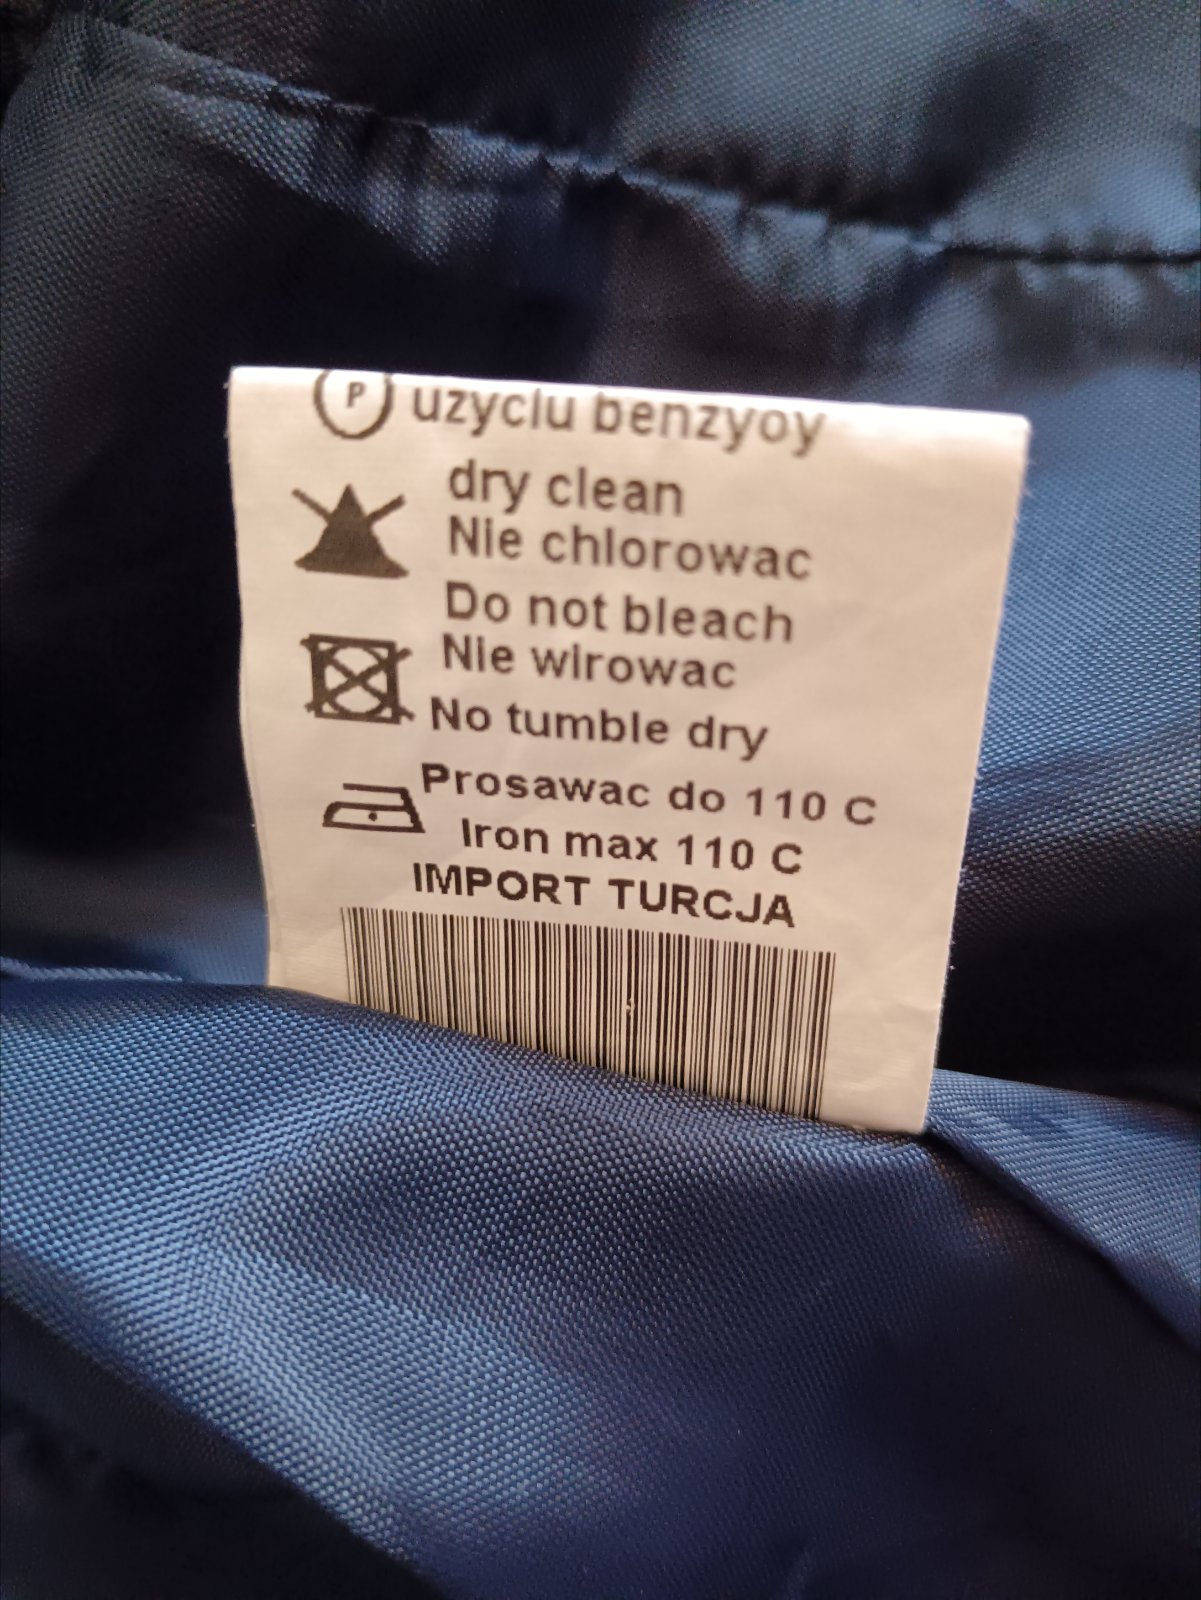 P użyciu benzyoy
dry clean
Nie chlorowac
Do not bleach
Nie wirowac
No tumble dry
Prosawac do 110 C
Iron max 110 C
IMPORT TURCJA